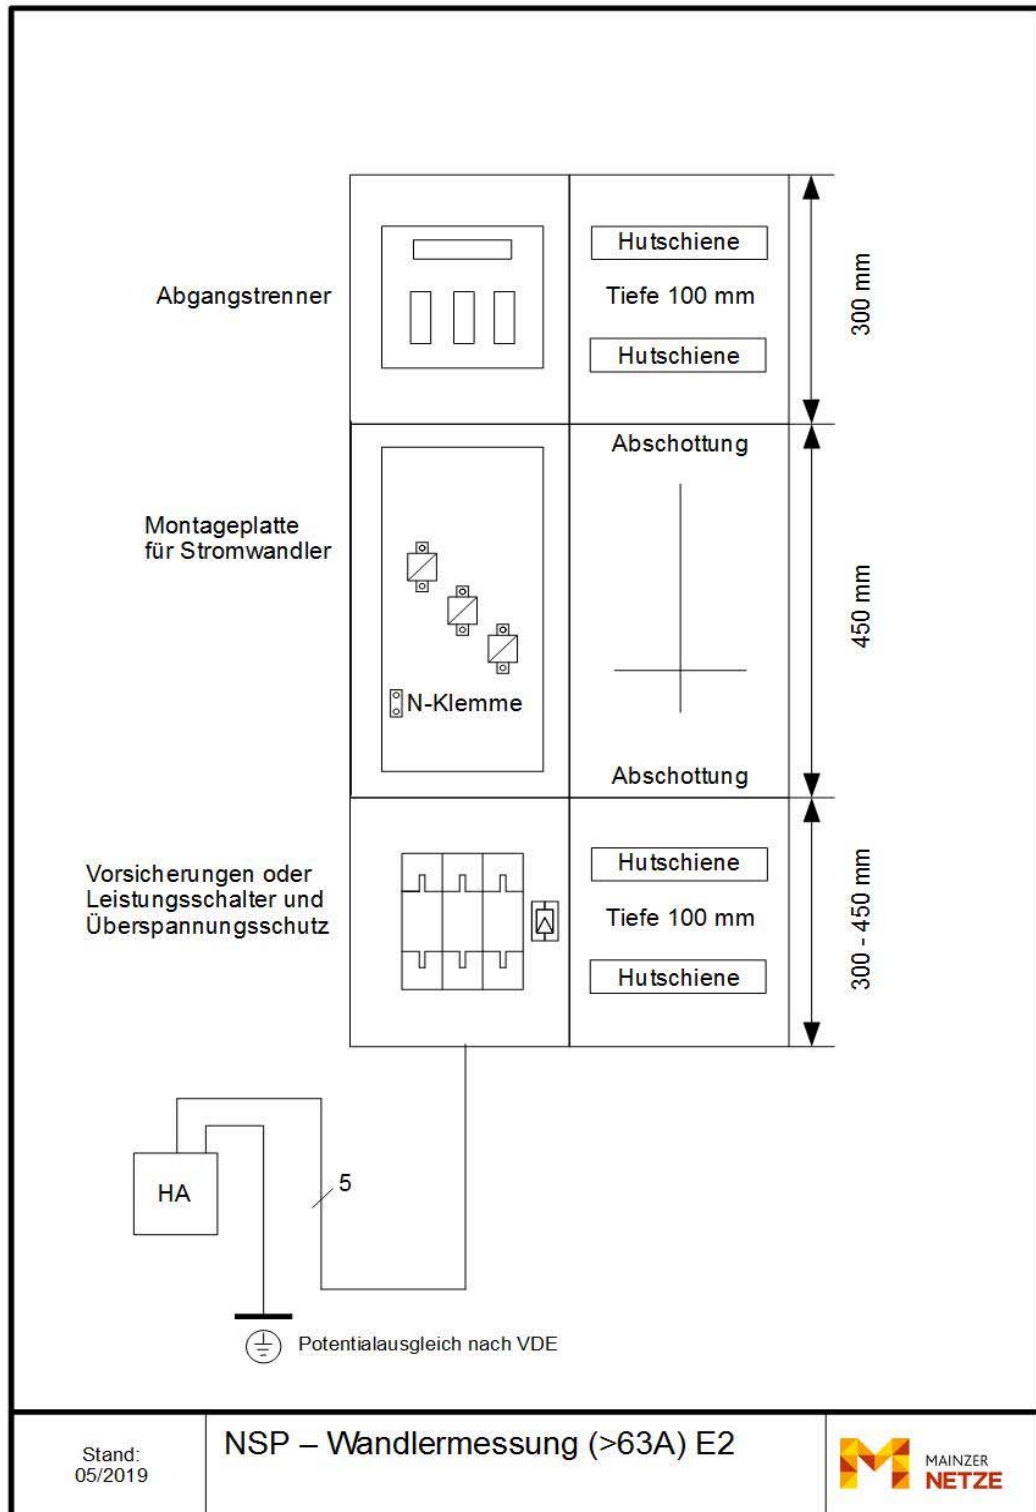 Abgangstrenner
Hutschiene
Tiefe 100 mm
Hutschiene
300 mm
Montageplatte
für Stromwandler
N-Klemme
Abschottung
Abschottung
450 mm
Vorsicherungen oder
Leistungsschalter und
Überspannungsschutz
Hutschiene
Tiefe 100 mm
Hutschiene
300 - 450 mm
HA
5
Potentialausgleich nach VDE
Stand:
05/2019
NSP – Wandlermessung (>63A) E2
MAINZER
NETZE